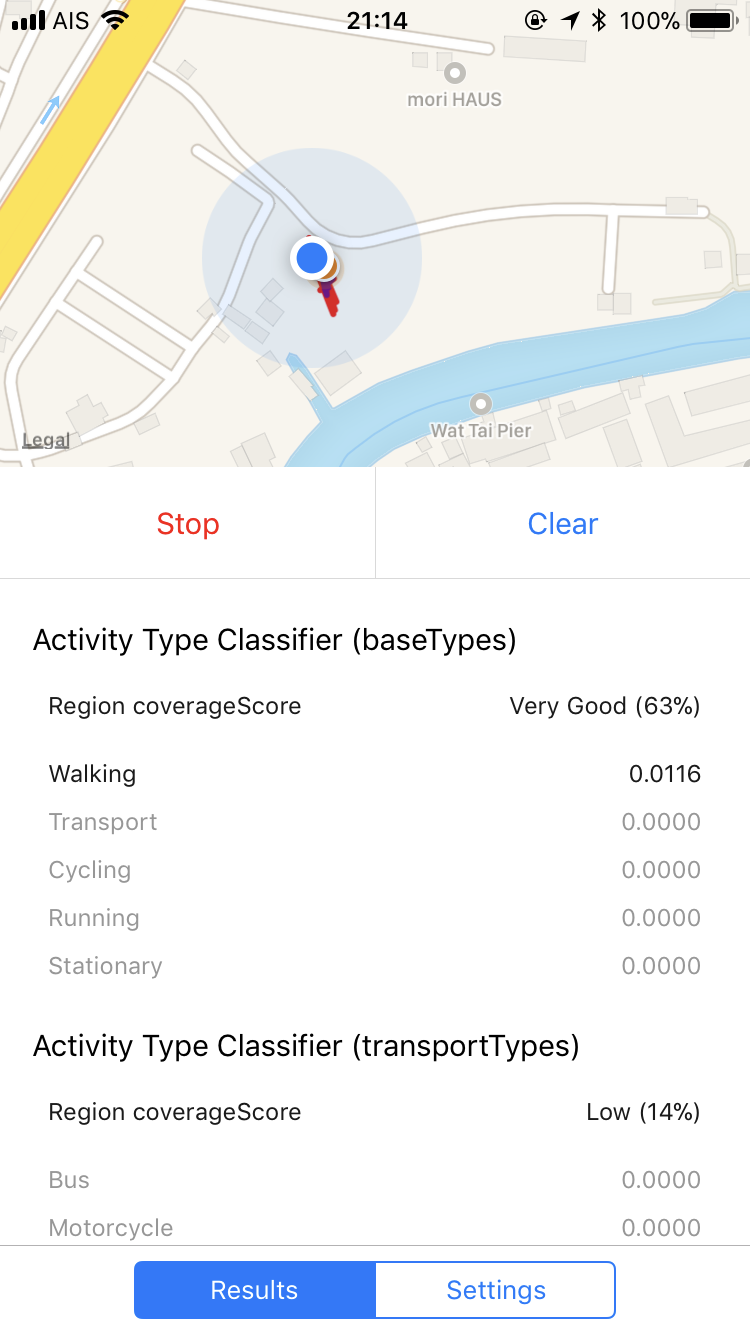 AIS 21:14 100%
mori HAUS
Wat Tai Pier
Legal
Stop Clear
Activity Type Classifier (baseTypes)
Region coverageScore Very Good (63%)
Walking 0.0116
Transport 0.0000
Cycling 0.0000
Running 0.0000
Stationary 0.0000
Activity Type Classifier (transportTypes)
Region coverageScore Low (14%)
Bus 0.0000
Motorcycle 0.0000
Results Settings